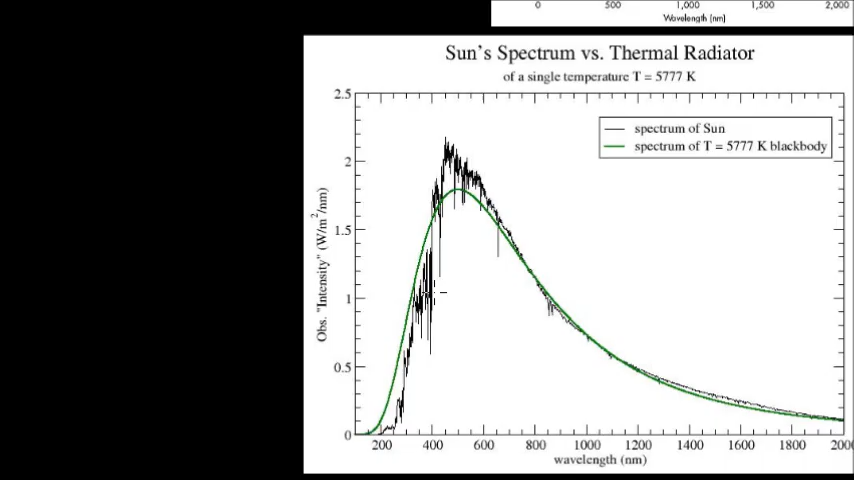 0 500 1,000 1,500 2,000
Wavelength (nm)
Sun's Spectrum vs. Thermal Radiator
of a single temperature T = 5777 K
2.5
spectrum of Sun
spectrum of T = 5777 K blackbody
2
1.5
1
0.5
0
Obs. "Intensity" (W/m²/nm)
200 400 600 800 1000 1200 1400 1600 1800 200
wavelength (nm)